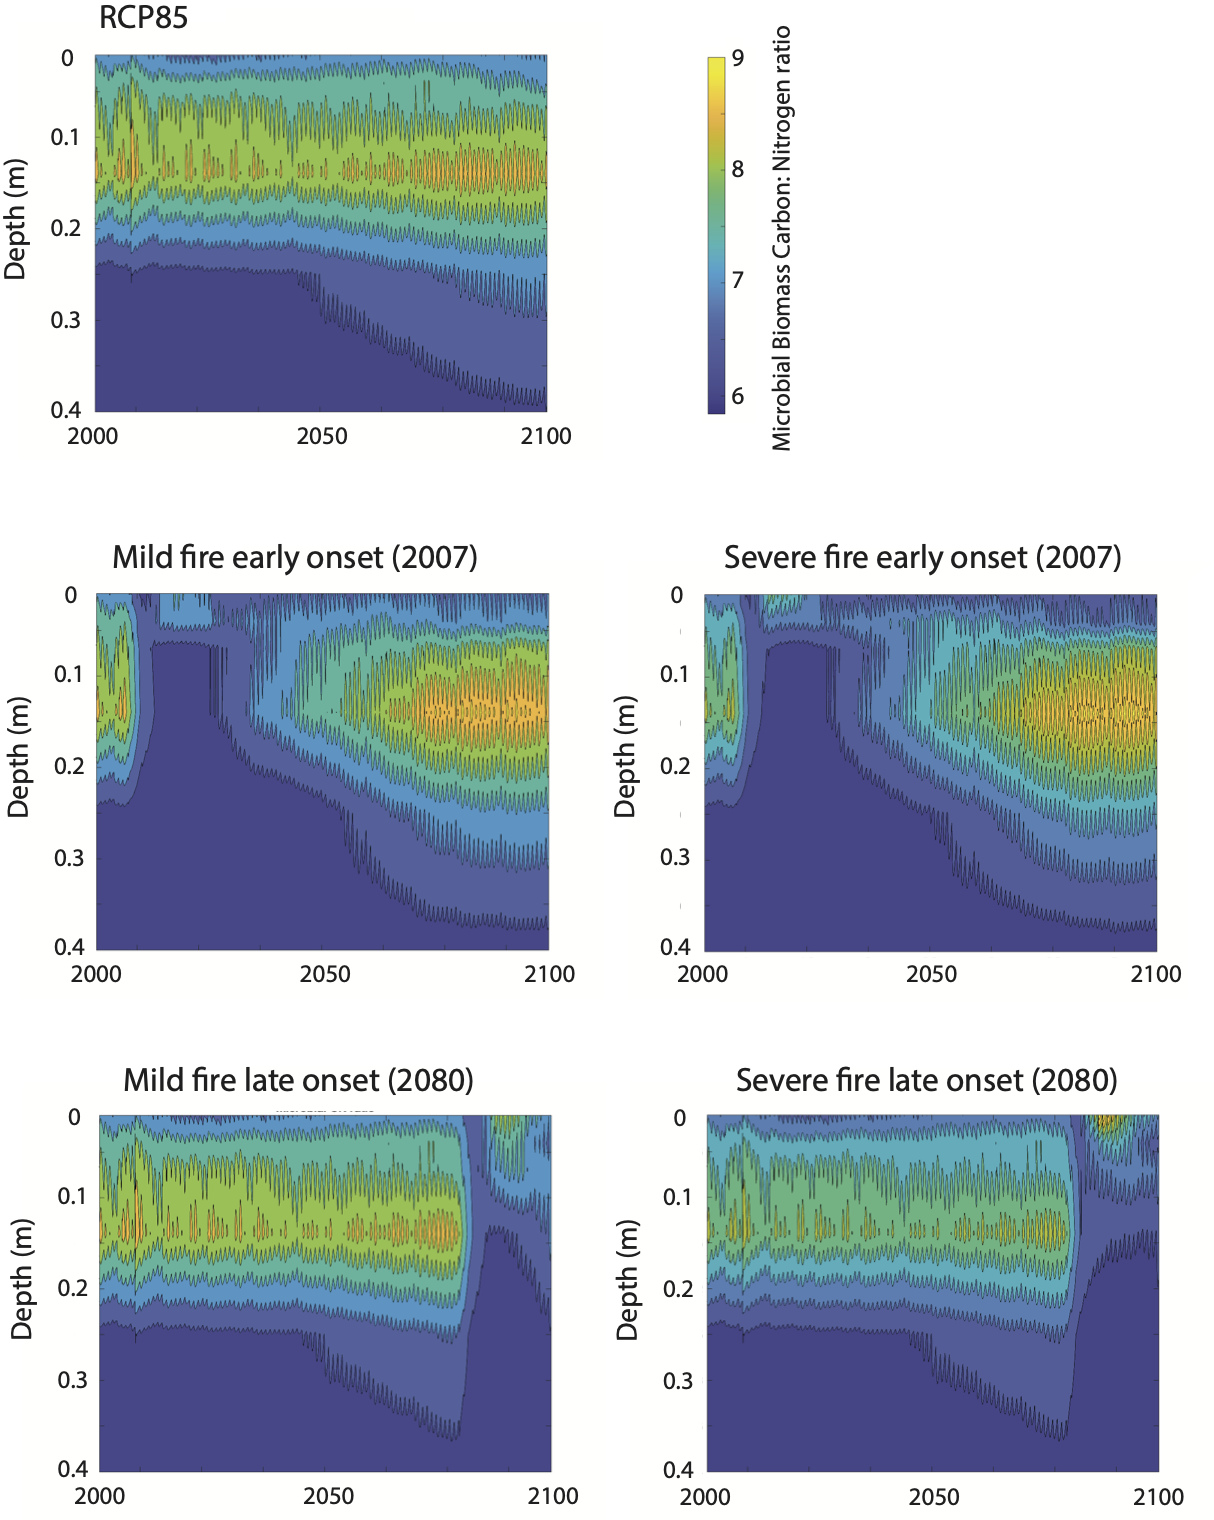 RCP85
0
0.1
0.2
0.3
0.4
Depth (m)
2000 2050 2100
9
8
7
6
Microbial Biomass Carbon: Nitrogen ratio
Mild fire early onset (2007)
0
0.1
0.2
0.3
0.4
Depth (m)
2000 2050 2100
Severe fire early onset (2007)
0
0.1
0.2
0.3
0.4
Depth (m)
2000 2050 2100
Mild fire late onset (2080)
0
0.1
0.2
0.3
0.4
Depth (m)
2000 2050 2100
Severe fire late onset (2080)
0
0.1
0.2
0.3
0.4
Depth (m)
2000 2050 2100